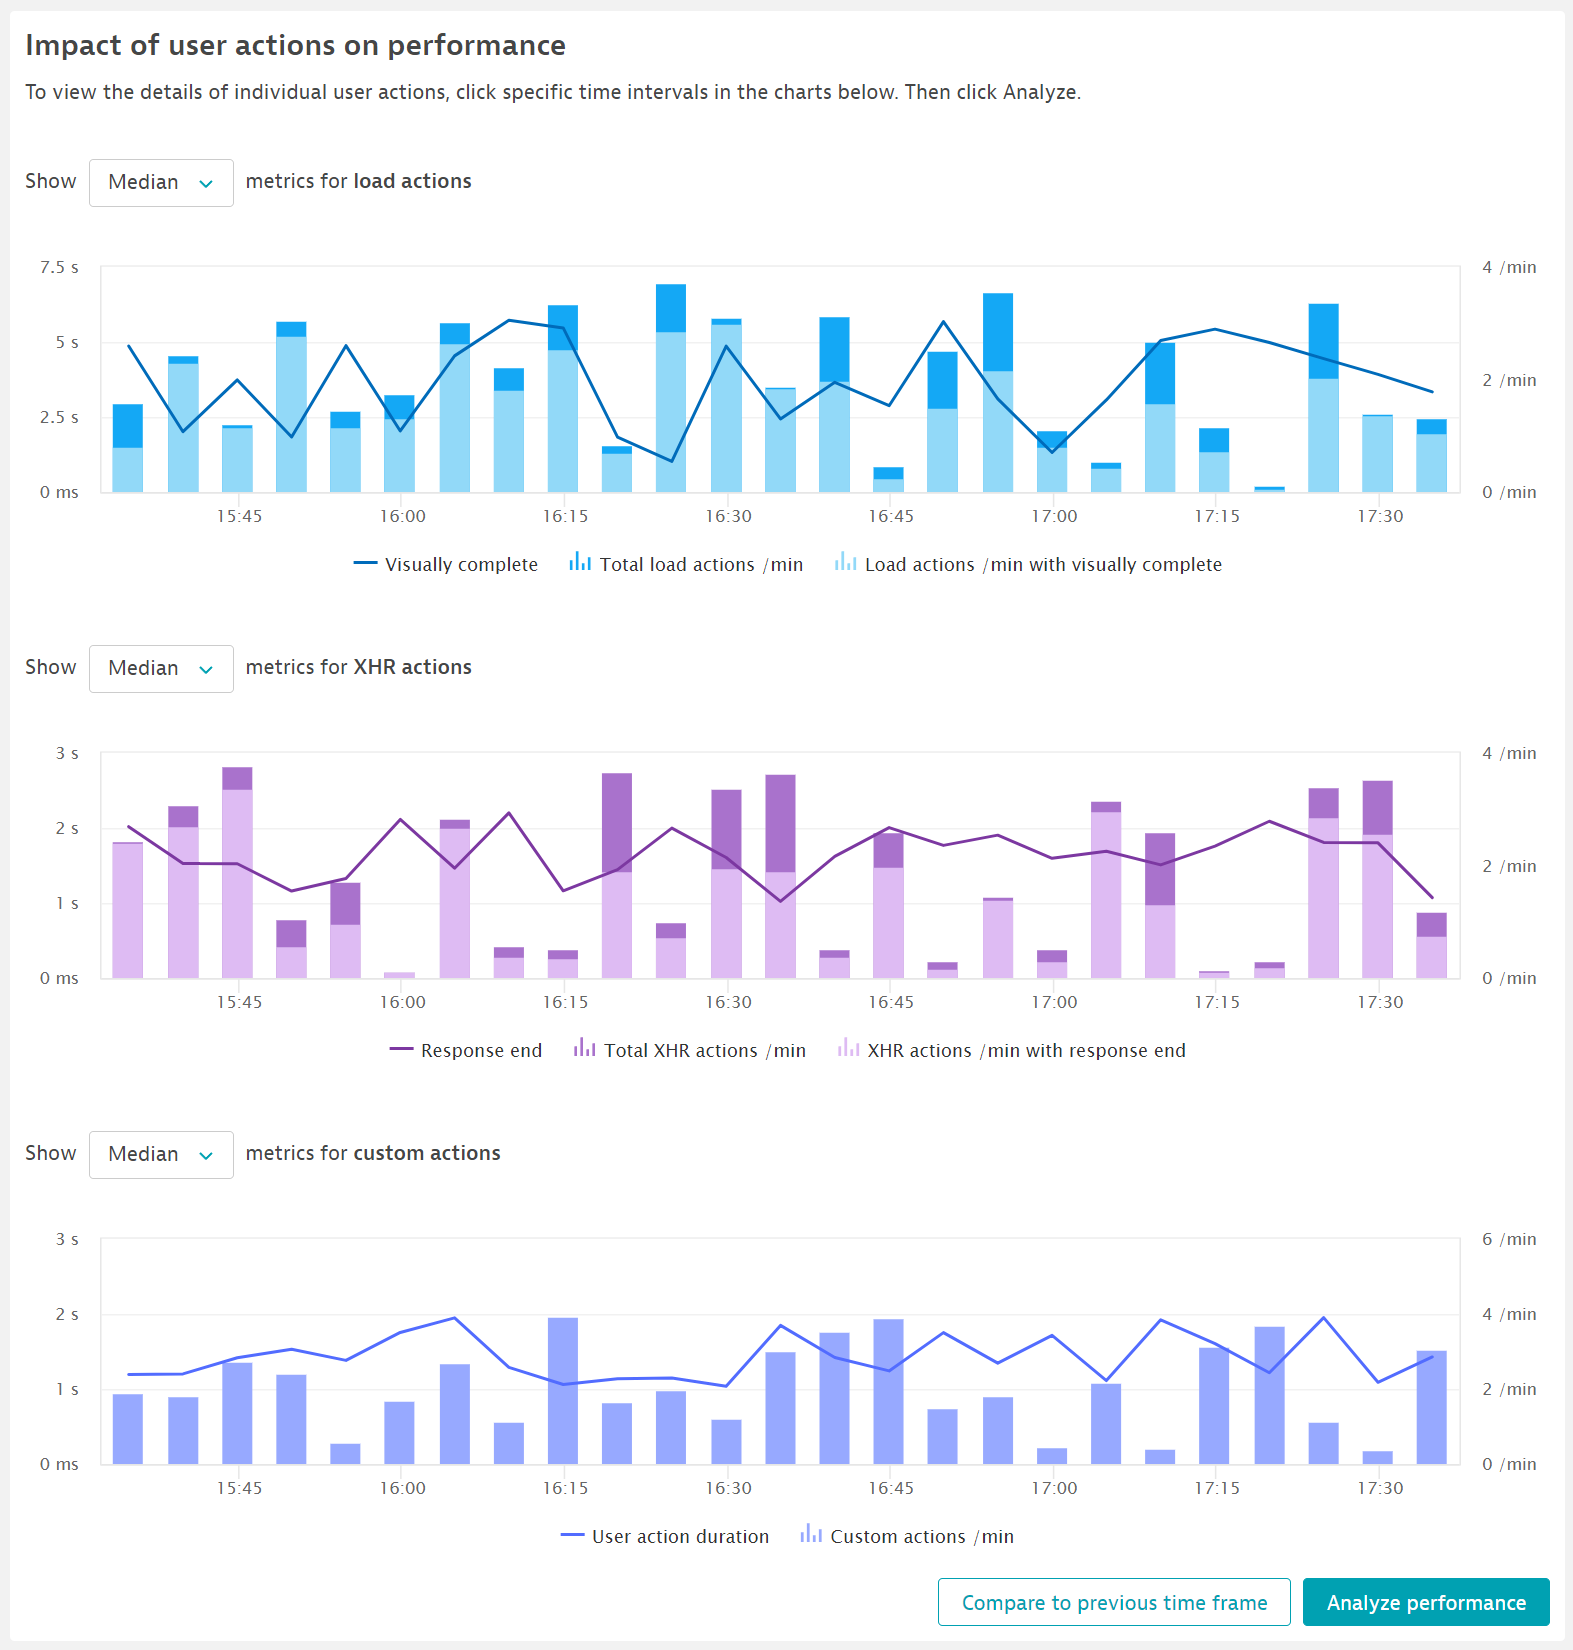 Impact of user actions on performance
To view the details of individual user actions, click specific time intervals in the charts below. Then click Analyze.
Show Median metrics for load actions
7.5 s 4 /min
5 s
2 /min
2.5 s
0 ms 0 /min
15:45 16:00 16:15 16:30 16:45 17:00 17:15 17:30
Visually complete Total load actions /min Load actions /min with visually complete
Show Median metrics for XHR actions
3 s 4 /min
2 s
2 /min
1 s
0 ms 0 /min
15:45 16:00 16:15 16:30 16:45 17:00 17:15 17:30
Response end Total XHR actions /min XHR actions /min with response end
Show Median metrics for custom actions
3 s 6 /min
2 s 4 /min
1 s 2 /min
0 ms 0 /min
15:45 16:00 16:15 16:30 16:45 17:00 17:15 17:30
User action duration Custom actions /min
Compare to previous time frame Analyze performance